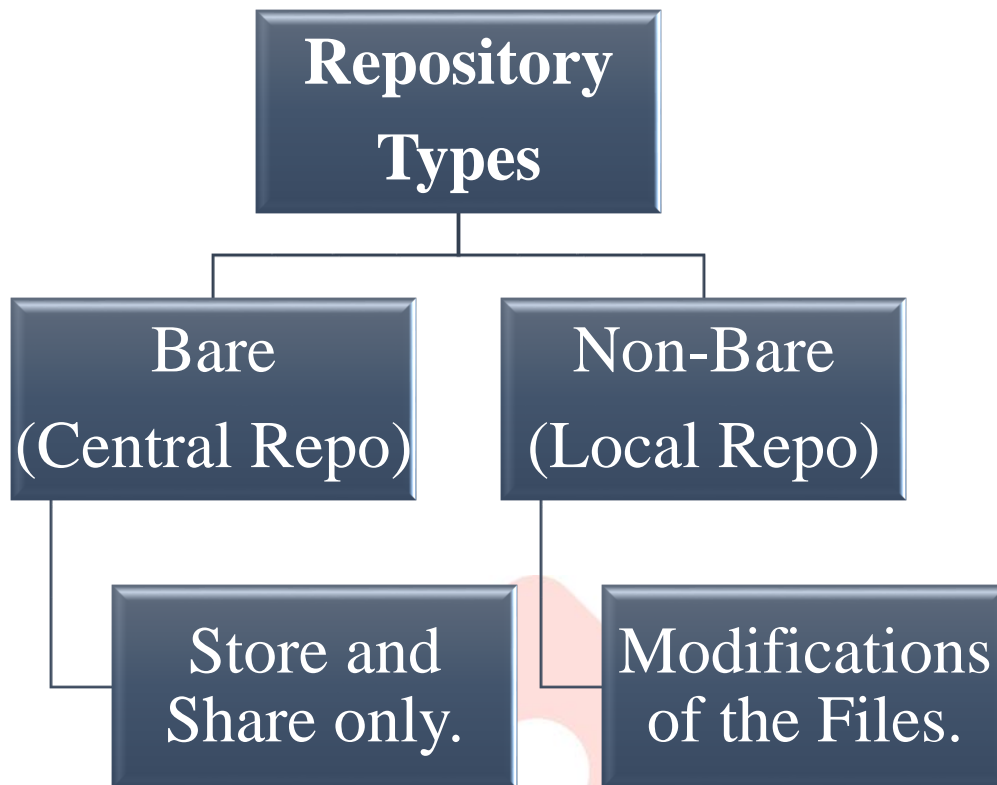 Repository
Types
Bare
(Central Repo)
Non-Bare
(Local Repo)
Store and
Share only.
Modifications
of the Files.